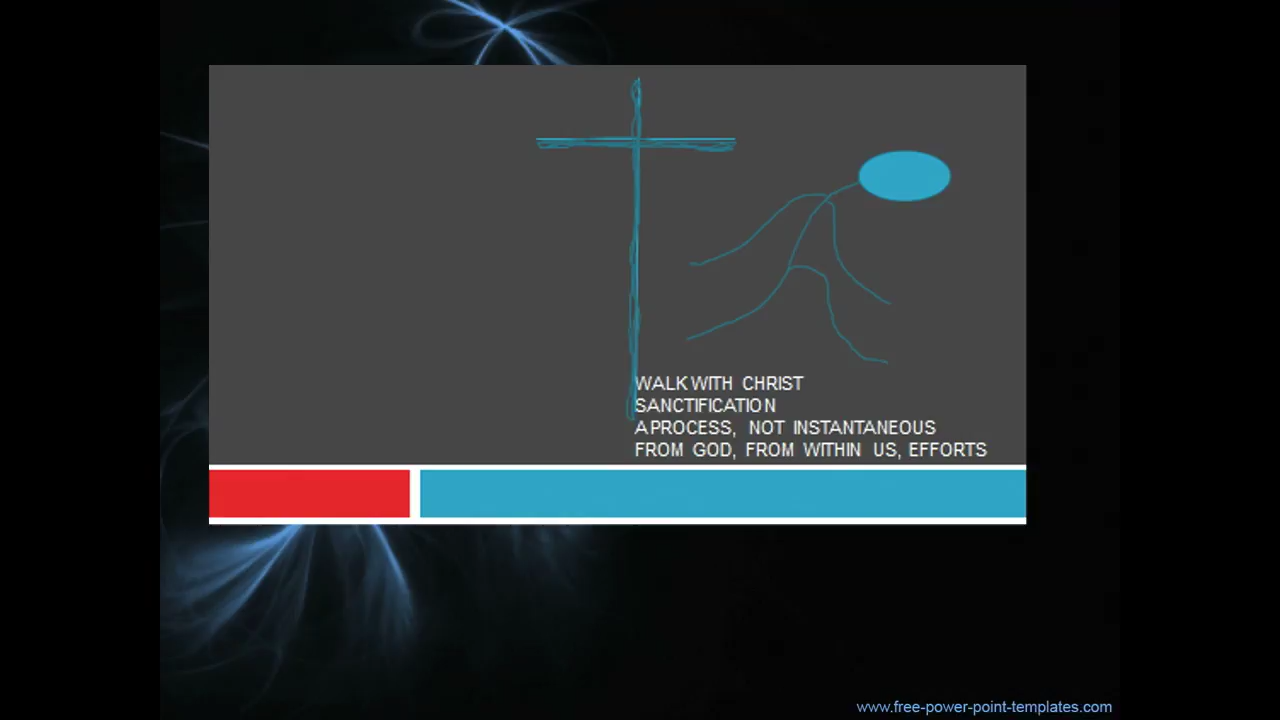 WALK WITH CHRIST
SANCTIFICATION
A PROCESS, NOT INSTANTANEOUS
FROM GOD, FROM WITHIN US, EFFORTS
www.free-power-point-templates.com